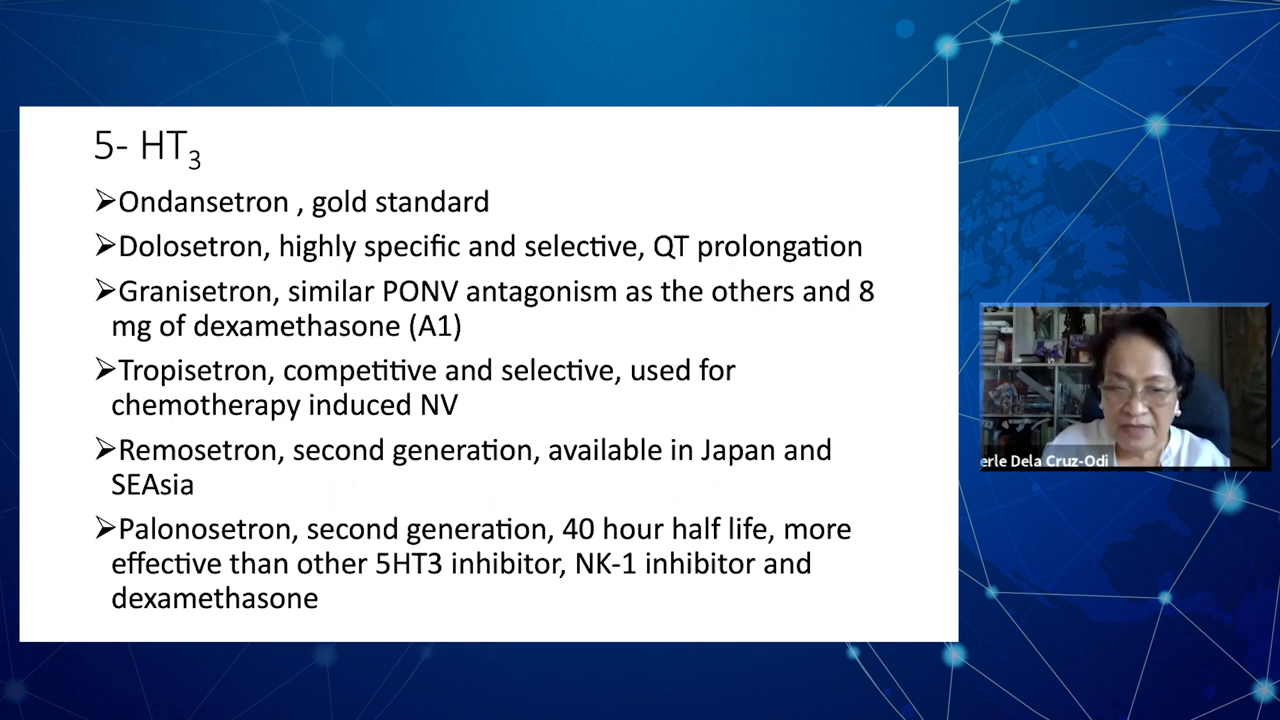 5- HT₃
➢Ondansetron , gold standard
➢Dolosetron, highly specific and selective, QT prolongation
➢Granisetron, similar PONV antagonism as the others and 8
mg of dexamethasone (A1)
➢Tropisetron, competitive and selective, used for
chemotherapy induced NV
➢Remosetron, second generation, available in Japan and
SEAsia
➢Palonosetron, second generation, 40 hour half life, more
effective than other 5HT3 inhibitor, NK-1 inhibitor and
dexamethasone
erle Dela Cruz-Odi